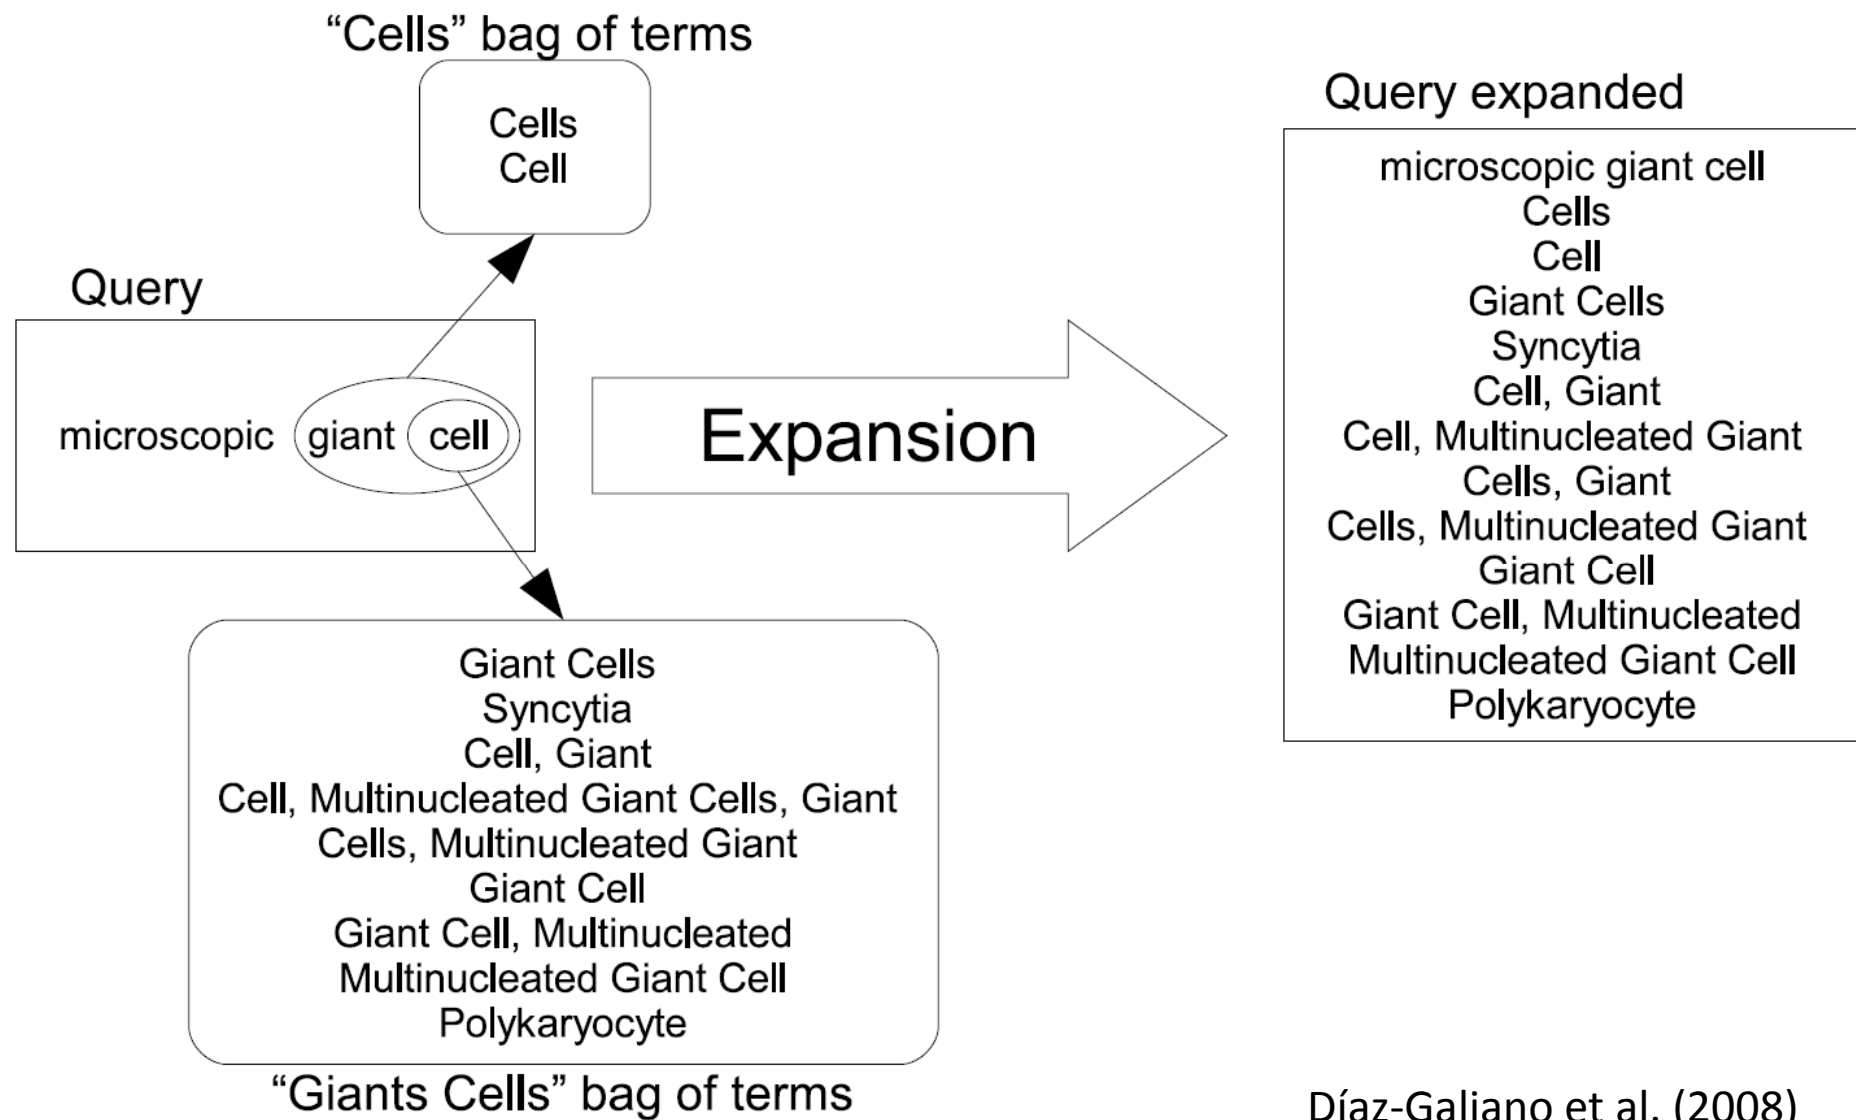 “Cells” bag of terms
Cells
Cell
Query
microscopic giant cell
Expansion
Giant Cells
Syncytia
Cell, Giant
Cell, Multinucleated Giant Cells, Giant
Cells, Multinucleated Giant
Giant Cell
Giant Cell, Multinucleated
Multinucleated Giant Cell
Polykaryocyte
“Giants Cells” bag of terms
Query expanded
microscopic giant cell
Cells
Cell
Giant Cells
Syncytia
Cell, Giant
Cell, Multinucleated Giant
Cells, Giant
Cells, Multinucleated Giant
Giant Cell
Giant Cell, Multinucleated
Multinucleated Giant Cell
Polykaryocyte
Díaz-Galiano et al. (2008)